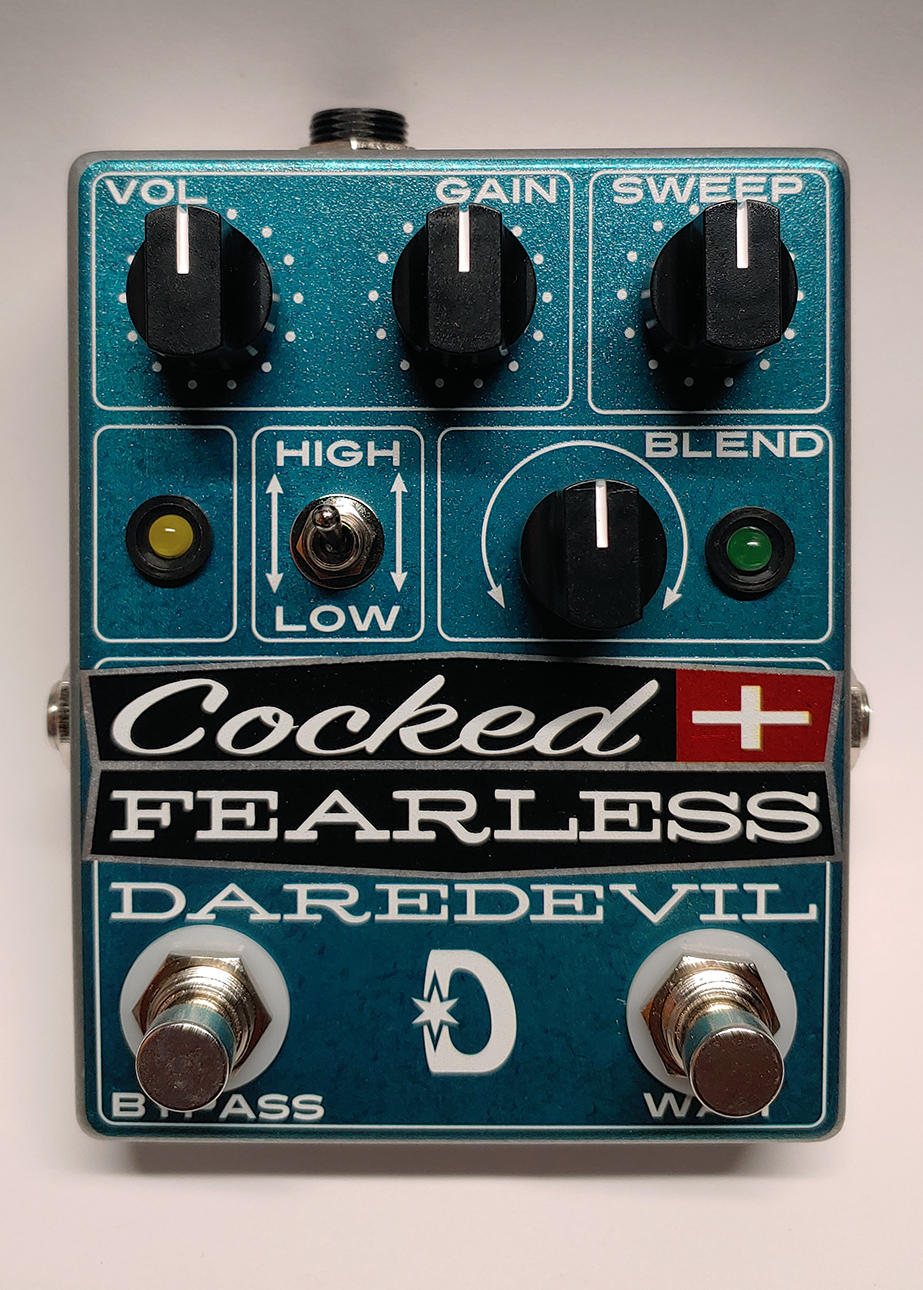 VOL GAIN SWEEP
BLEND
HIGH
LOW
Cocked +
FEARLESS
DAREDEVIL
D
BYPASS WAH